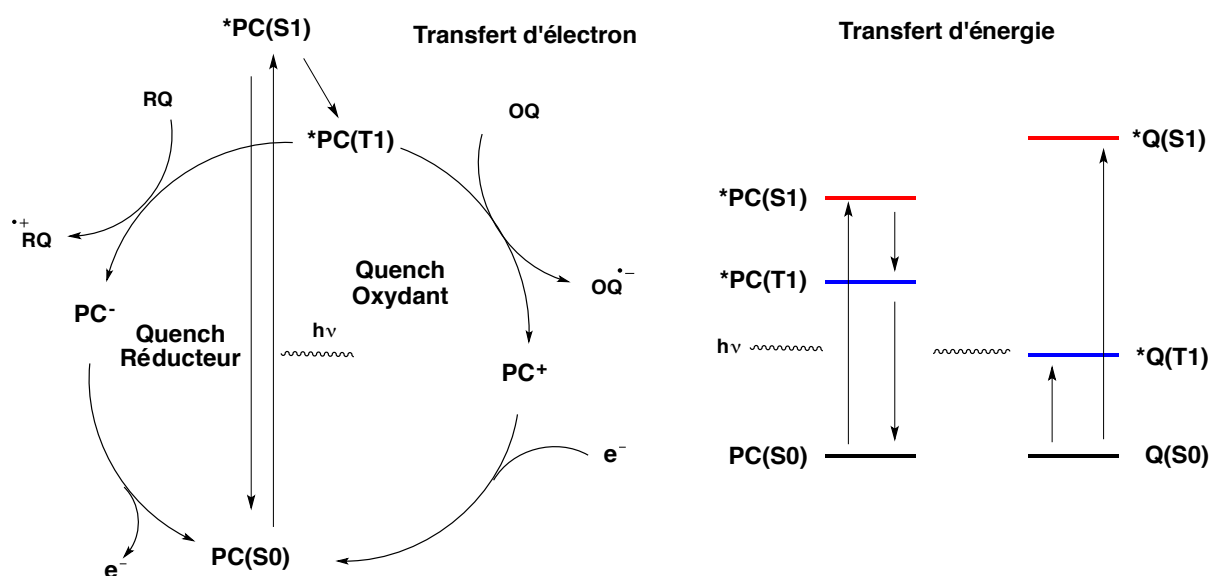 *PC(S1)
Transfert d'électron
RQ
OQ
*PC(T1)
•+
RQ
OQ•−
Quench
Oxydant
PC-
Quench
Réducteur
hν
PC+
e−
PC(S0)
e−
Transfert d'énergie
*Q(S1)
*PC(S1)
*PC(T1)
hν
*Q(T1)
PC(S0)
Q(S0)